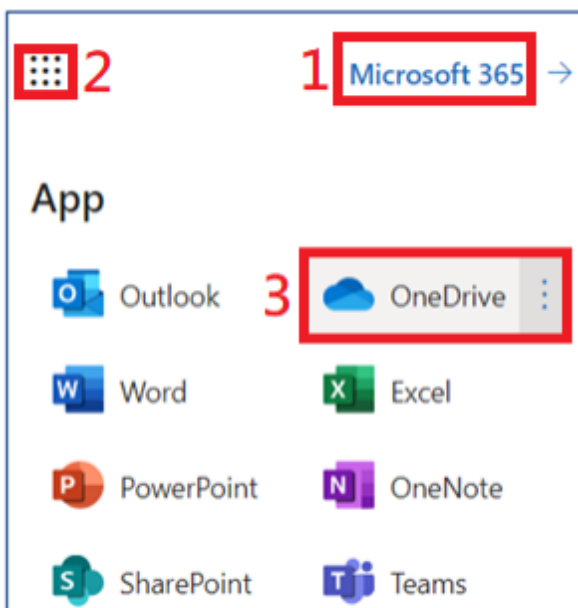 2 1 Microsoft 365 →
App
Outlook 3 OneDrive
Word Excel
PowerPoint OneNote
SharePoint Teams